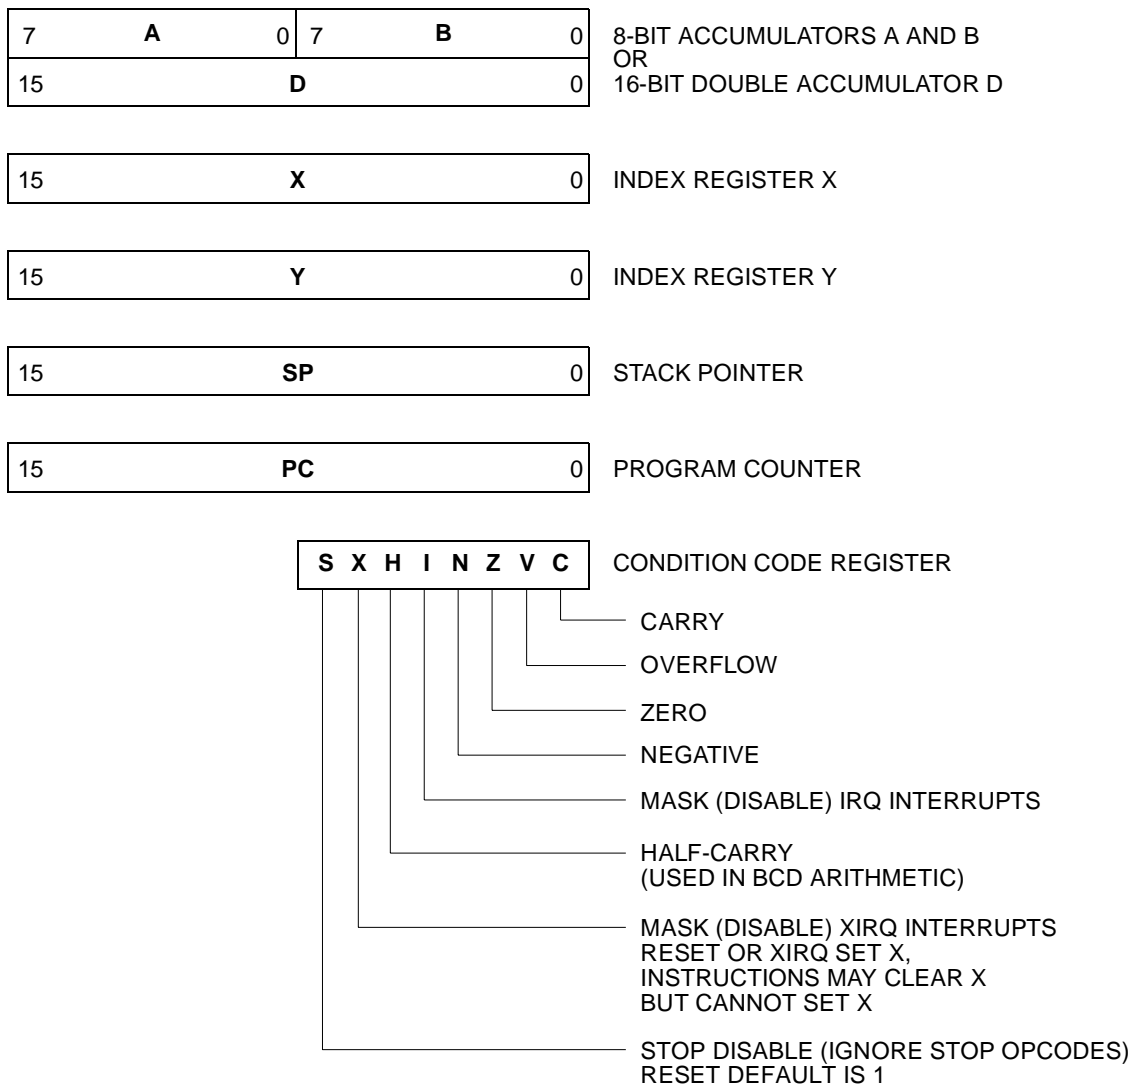 7 A 0 7 B 0 8-BIT ACCUMULATORS A AND B
OR
15 D 0 16-BIT DOUBLE ACCUMULATOR D
15 X 0 INDEX REGISTER X
15 Y 0 INDEX REGISTER Y
15 SP 0 STACK POINTER
15 PC 0 PROGRAM COUNTER
S X H I N Z V C CONDITION CODE REGISTER
CARRY
OVERFLOW
ZERO
NEGATIVE
MASK (DISABLE) IRQ INTERRUPTS
HALF-CARRY
(USED IN BCD ARITHMETIC)
MASK (DISABLE) XIRQ INTERRUPTS
RESET OR XIRQ SET X,
INSTRUCTIONS MAY CLEAR X
BUT CANNOT SET X
STOP DISABLE (IGNORE STOP OPCODES)
RESET DEFAULT IS 1